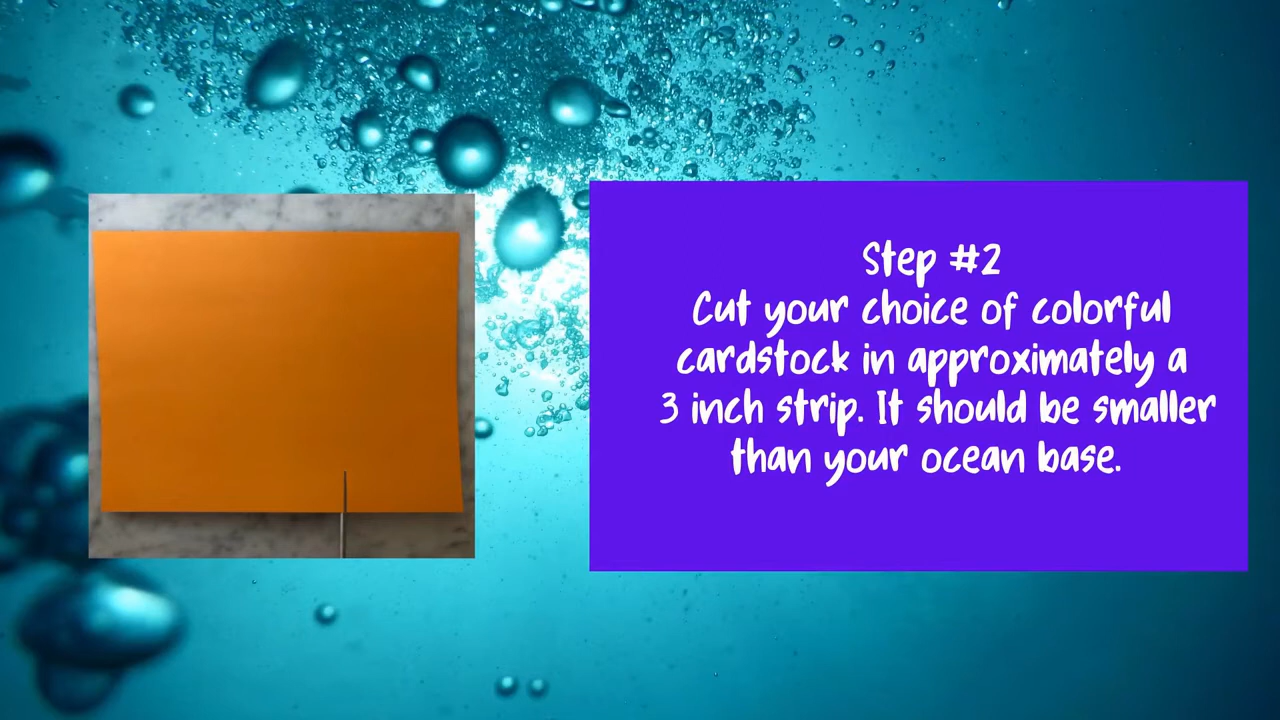 Step #2
Cut your choice of colorful
cardstock in approximately a
3 inch strip. It should be smaller
than your ocean base.